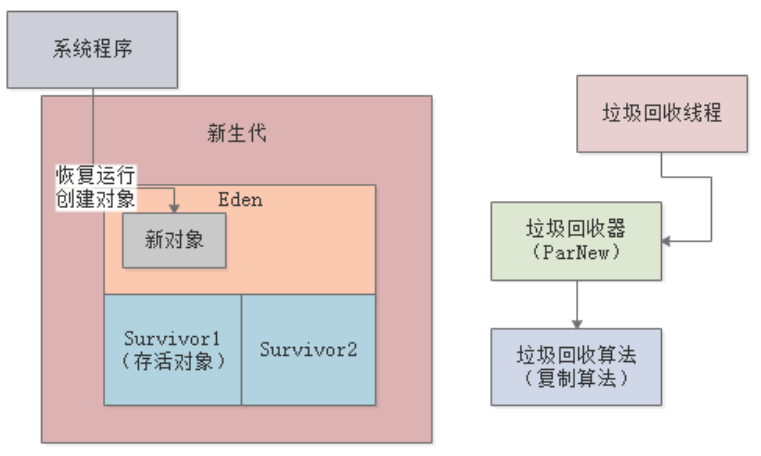 系统程序
新生代
恢复运行
创建对象
Eden
新对象
Survivor1
（存活对象）
Survivor2
垃圾回收线程
垃圾回收器
（ParNew）
垃圾回收算法
（复制算法）